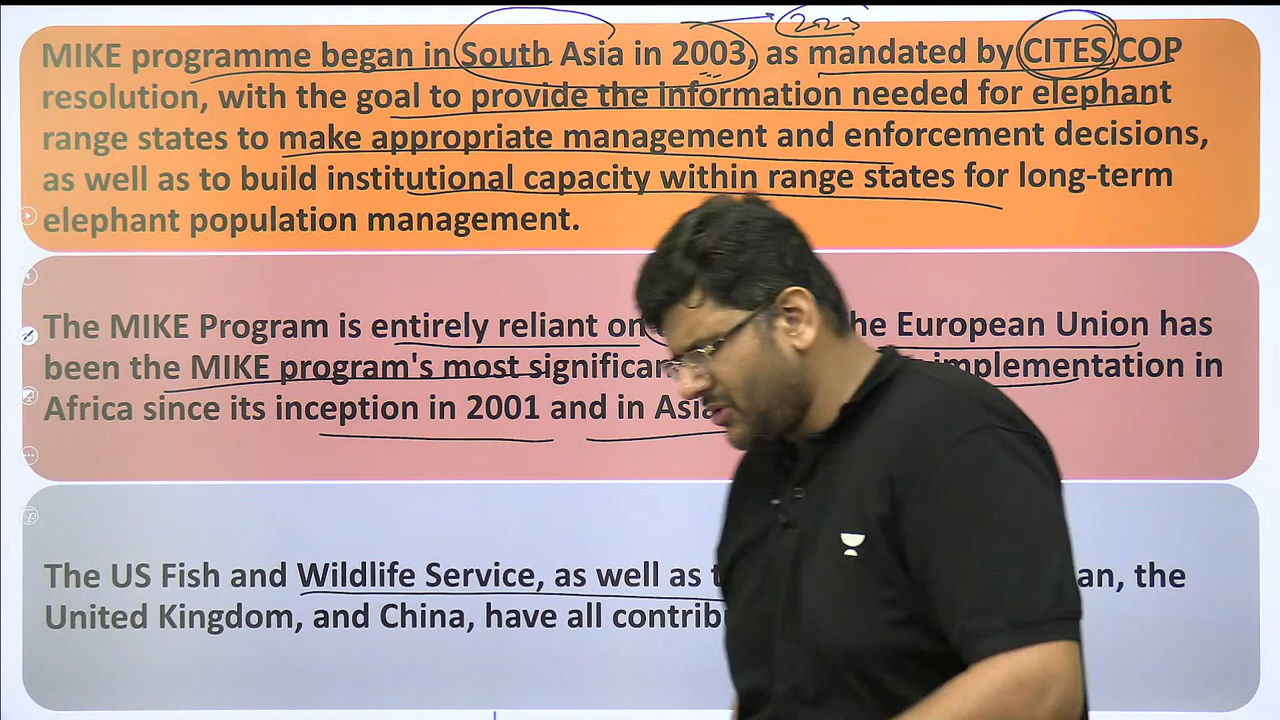 2023
MIKE programme began in South Asia in 2003, as mandated by CITES COP
resolution, with the goal to provide the information needed for elephant
range states to make appropriate management and enforcement decisions,
as well as to build institutional capacity within range states for long-term
elephant population management.
The MIKE Program is entirely reliant on he European Union has
been the MIKE program's most significan implementation in
Africa since its inception in 2001 and in Asia
The US Fish and Wildlife Service, as well as t an, the
United Kingdom, and China, have all contrib